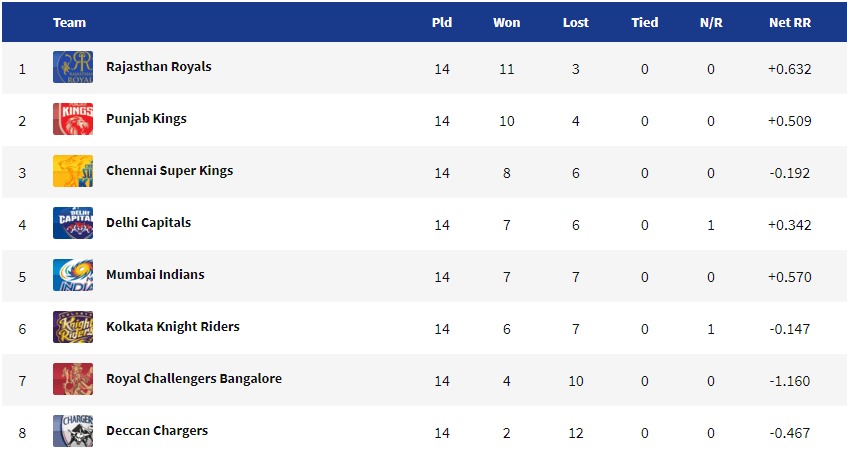 Team Pld Won Lost Tied N/R Net RR
1 Rajasthan Royals 14 11 3 0 0 +0.632
2 KINGS Punjab Kings 14 10 4 0 0 +0.509
3 Chennai Super Kings 14 8 6 0 0 -0.192
4 DELHI Delhi Capitals 14 7 6 0 1 +0.342
5 Mumbai Indians 14 7 7 0 0 +0.570
6 Kolkata Knight Riders 14 6 7 0 1 -0.147
7 Royal Challengers Bangalore 14 4 10 0 0 -1.160
8 Deccan Chargers 14 2 12 0 0 -0.467